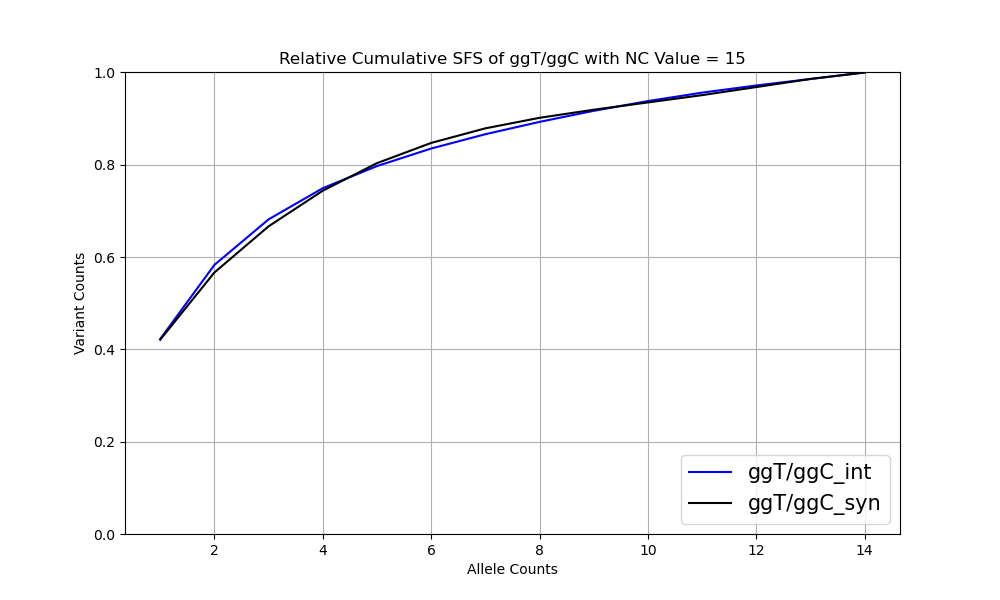 Relative Cumulative SFS of ggT/ggC with NC Value = 15
1.0
0.8
0.6
0.4
0.2
0.0
Variant Counts
2 4 6 8 10 12 14
Allele Counts
ggT/ggC_int
ggT/ggC_syn